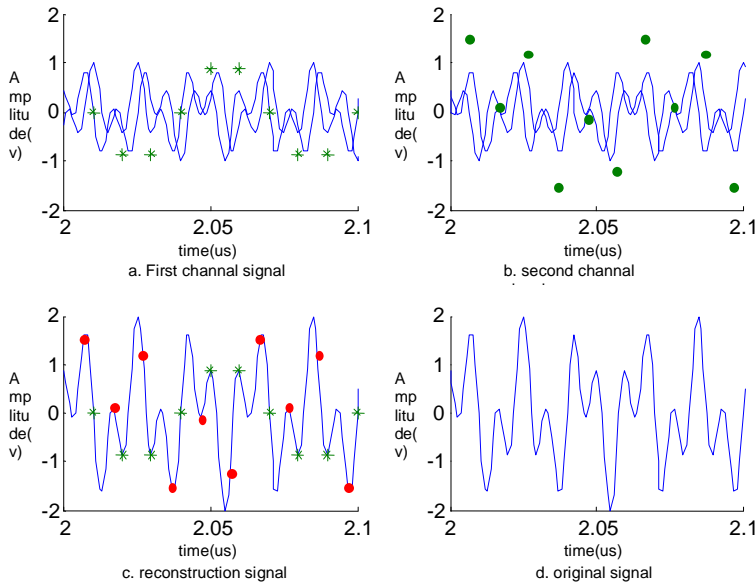 2
1
0
-1
-2
A
mp
litu
de(
v)
2
2.05
2.1
time(us)
a. First channal signal
2
1
0
-1
-2
A
mp
litu
de(
v)
2
2.05
2.1
time(us)
b. second channal
2
1
0
-1
-2
A
mp
litu
de(
v)
2
2.05
2.1
time(us)
c. reconstruction signal
2
1
0
-1
-2
A
mp
litu
de(
v)
2
2.05
2.1
time(us)
d. original signal